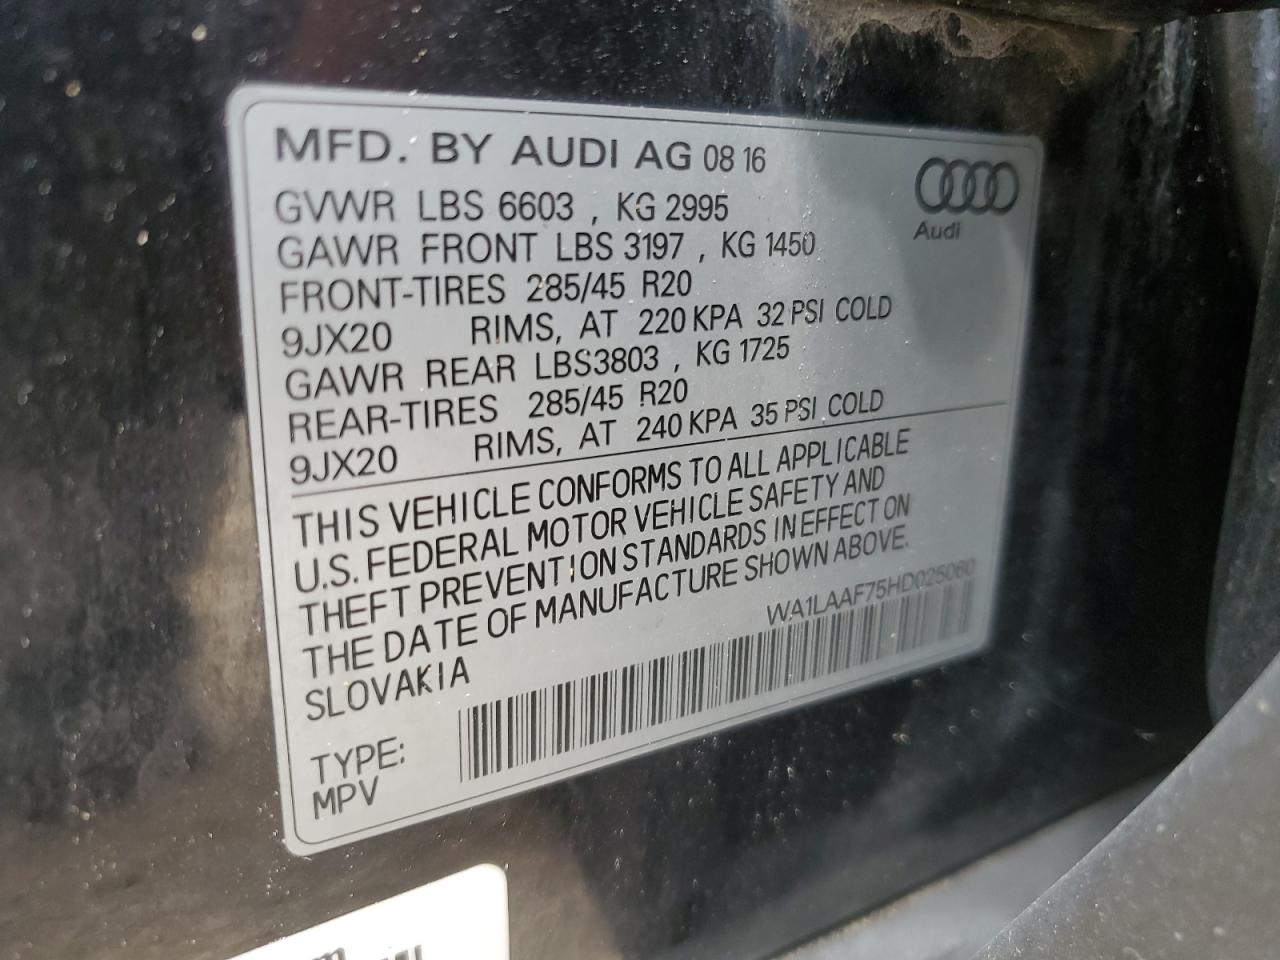 MFD. BY AUDI AG 08 16
Audi
GVWR LBS 6603 , KG 2995
GAWR FRONT LBS 3197 , KG 1450
FRONT-TIRES 285/45 R20
9JX20 RIMS, AT 220 KPA 32 PSI COLD
GAWR REAR LBS3803 , KG 1725
REAR-TIRES 285/45 R20
9JX20 RIMS, AT 240 KPA 35 PSI COLD
THIS VEHICLE CONFORMS TO ALL APPLICABLE
U.S. FEDERAL MOTOR VEHICLE SAFETY AND
THEFT PREVENTION STANDARDS IN EFFECT ON
THE DATE OF MANUFACTURE SHOWN ABOVE.
SLOVAKIA
WA1LAAF75HD025060
TYPE:
MPV